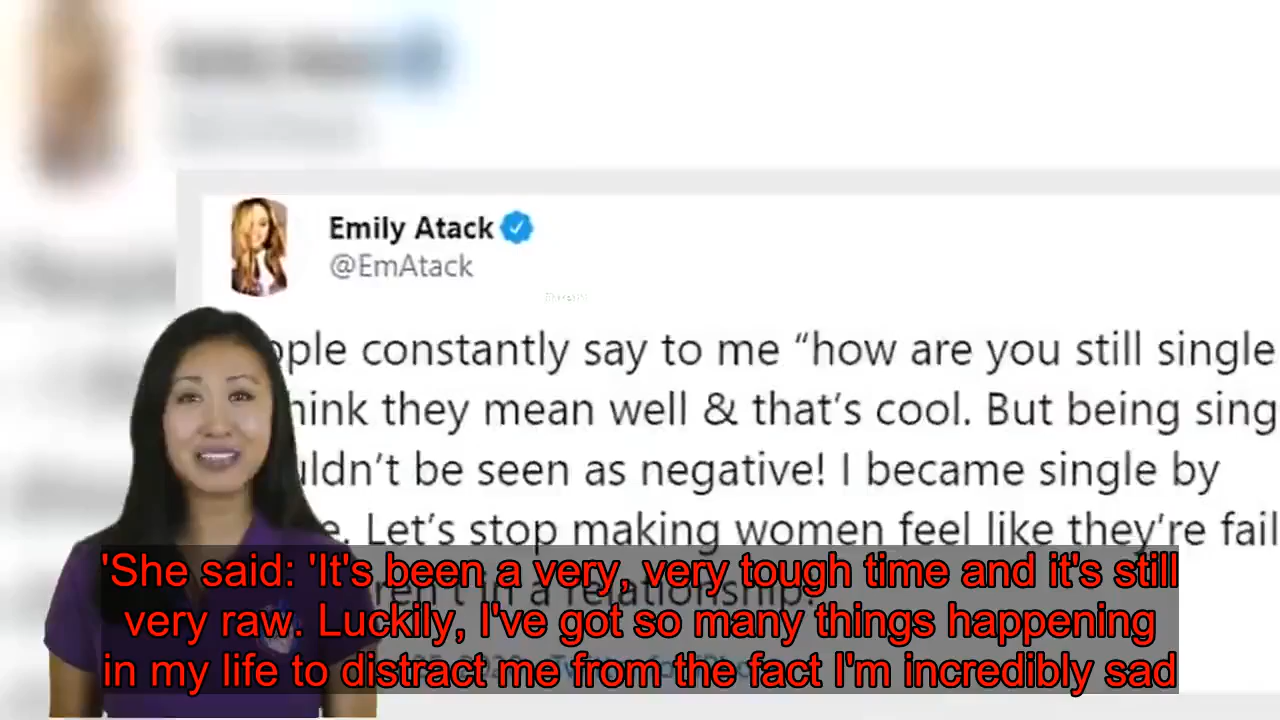 Emily Atack
@EmAtack
ople constantly say to me “how are you still single
hink they mean well & that’s cool. But being sing
uldn’t be seen as negative! I became single by
e. Let’s stop making women feel like they’re fail
ren't in a relationship.
'She said: 'It's been a very, very tough time and it's still
very raw. Luckily, I've got so many things happening
in my life to distract me from the fact I'm incredibly sad